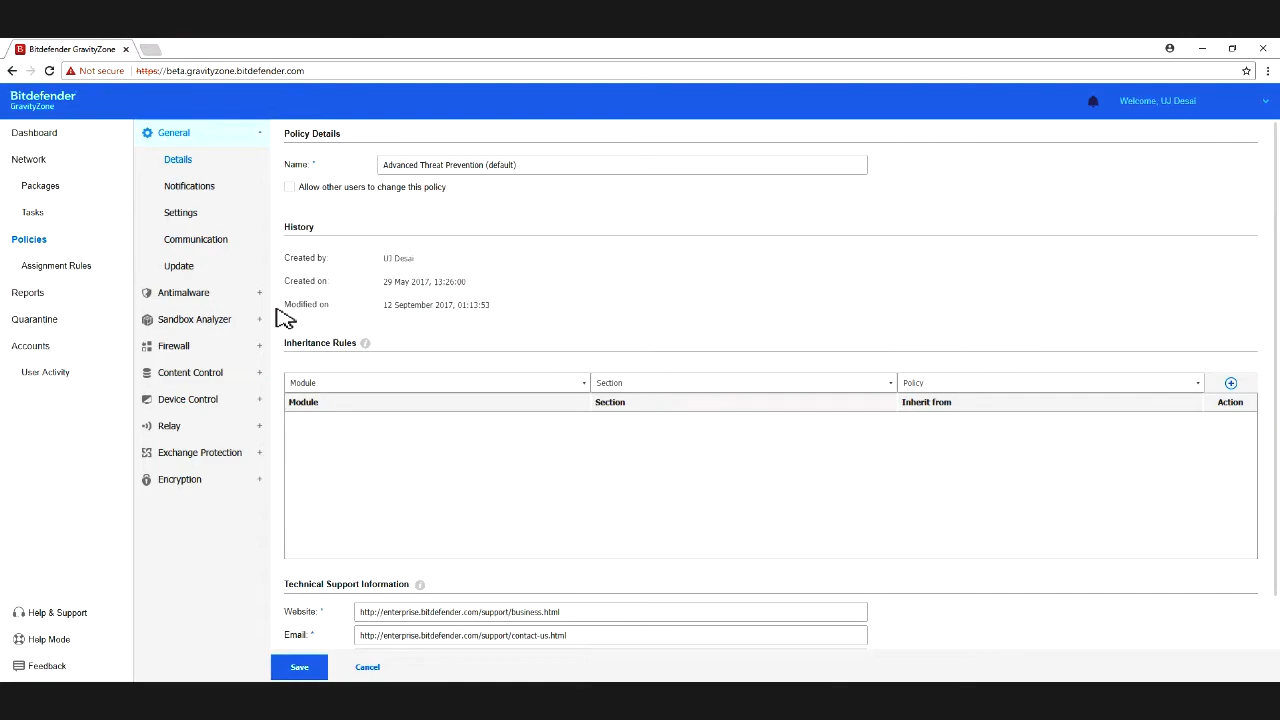 Bitdefender GravityZone
Not secure https://beta.gravityzone.bitdefender.com
Bitdefender
GravityZone
Welcome, UJ Desai
Dashboard
Network
Packages
Tasks
Policies
Assignment Rules
Reports
Quarantine
Accounts
User Activity
Help & Support
Help Mode
Feedback
General
Details
Notifications
Settings
Communication
Update
Antimalware
Sandbox Analyzer
Firewall
Content Control
Device Control
Relay
Exchange Protection
Encryption
Policy Details
Name: * Advanced Threat Prevention (default)
Allow other users to change this policy
History
Created by: UJ Desai
Created on: 29 May 2017, 13:26:00
Modified on 12 September 2017, 01:13:53
Inheritance Rules
Module Section Policy
Module Section Inherit from Action
Technical Support Information
Website: * http://enterprise.bitdefender.com/support/business.html
Email: * http://enterprise.bitdefender.com/support/contact-us.html
Save Cancel